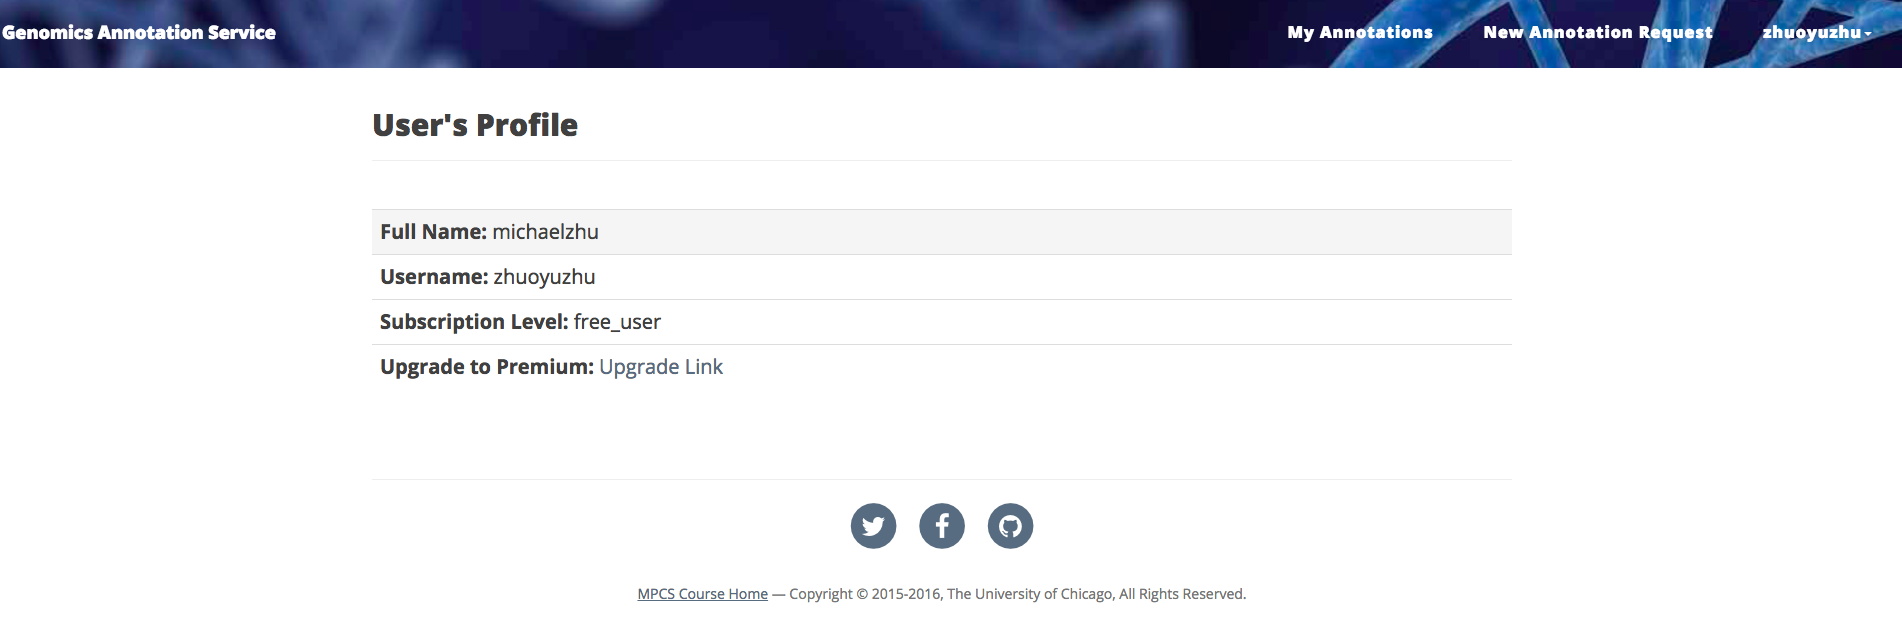 Genomics Annotation Service My Annotations New Annotation Request zhuoyuzhu
User's Profile
Full Name: michaelzhu
Username: zhuoyuzhu
Subscription Level: free_user
Upgrade to Premium: Upgrade Link
MPCS Course Home — Copyright © 2015-2016, The University of Chicago, All Rights Reserved.